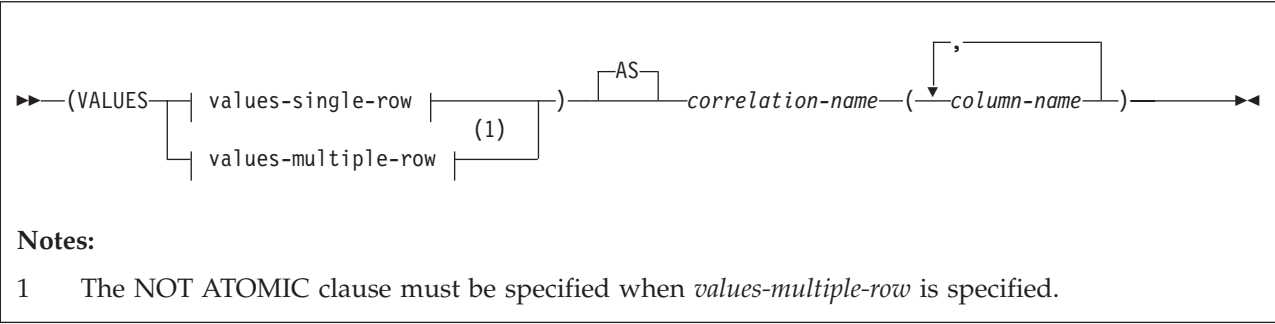 ,
AS
(VALUES values-single-row ) correlation-name ( column-name )
(1)
values-multiple-row
Notes:
1 The NOT ATOMIC clause must be specified when values-multiple-row is specified.